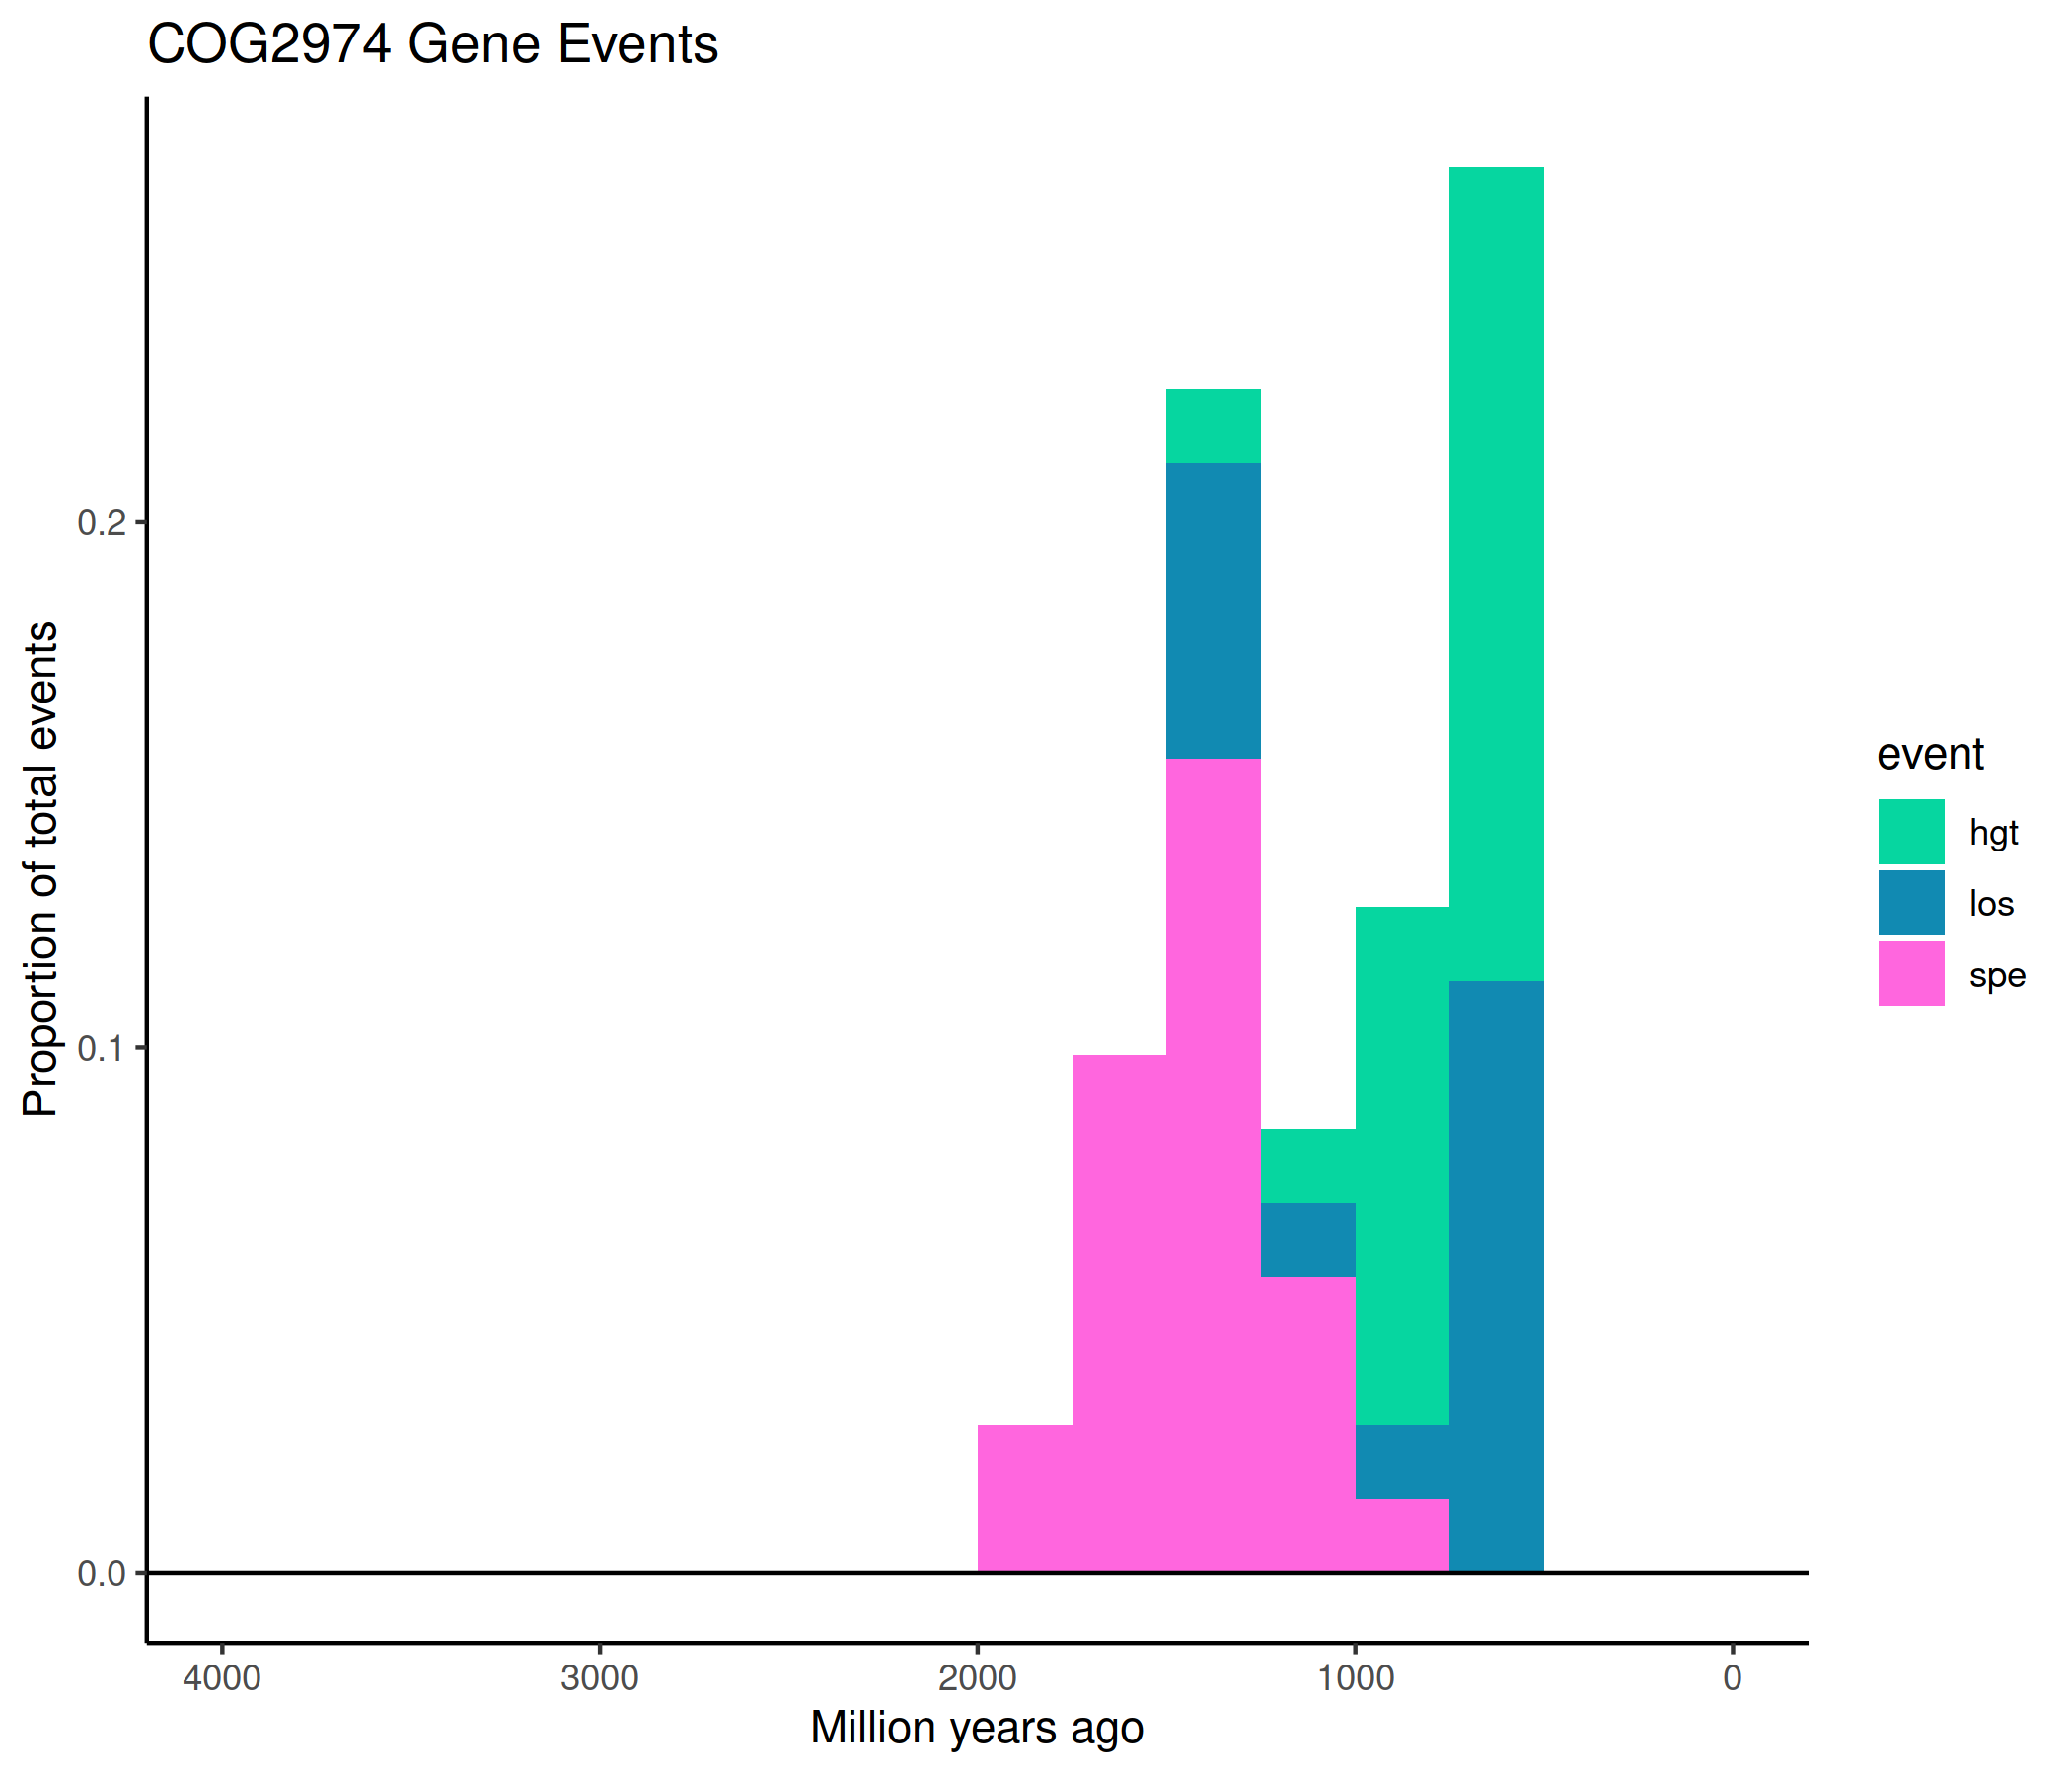 COG2974 Gene Events
Proportion of total events
0.2
0.1
0.0
4000 3000 2000 1000 0
Million years ago
event
hgt
los
spe